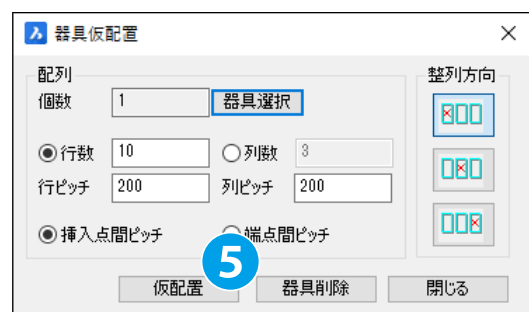 器具仮配置
配列
整列方向
個数 1 器具選択
行数 10 列数 3
行ピッチ 200 列ピッチ 200
挿入点間ピッチ 端点間ピッチ
5
仮配置 器具削除 閉じる